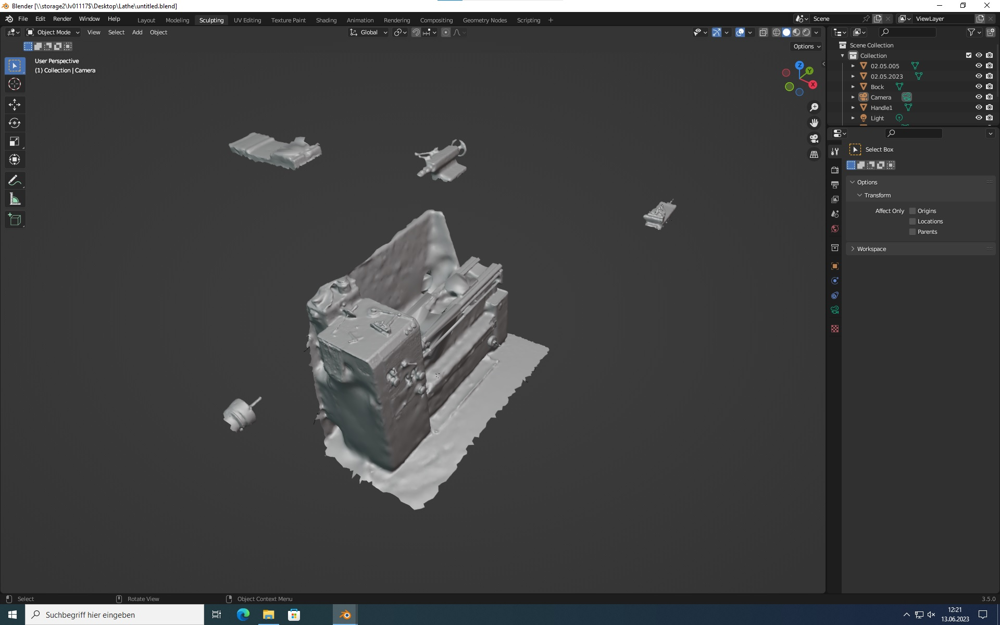 Blender [\\storage2\lv01117$\Desktop\Lathe\untitled.blend]
File Edit Render Window Help Layout Modeling Sculpting UV Editing Texture Paint Shading Animation Rendering Compositing Geometry Nodes Scripting + Scene ViewLayer
Object Mode View Select Add Object Global
Options
User Perspective
(1) Collection | Camera
Z
Y
X
Scene Collection
Collection
02.05.005
02.05.2023
Bock
Camera
Handle1
Light
Select Box
Options
Transform
Affect Only Origins
Locations
Parents
Workspace
Select Rotate View Object Context Menu 3.5.0
Suchbegriff hier eingeben
12:21
13.06.2023